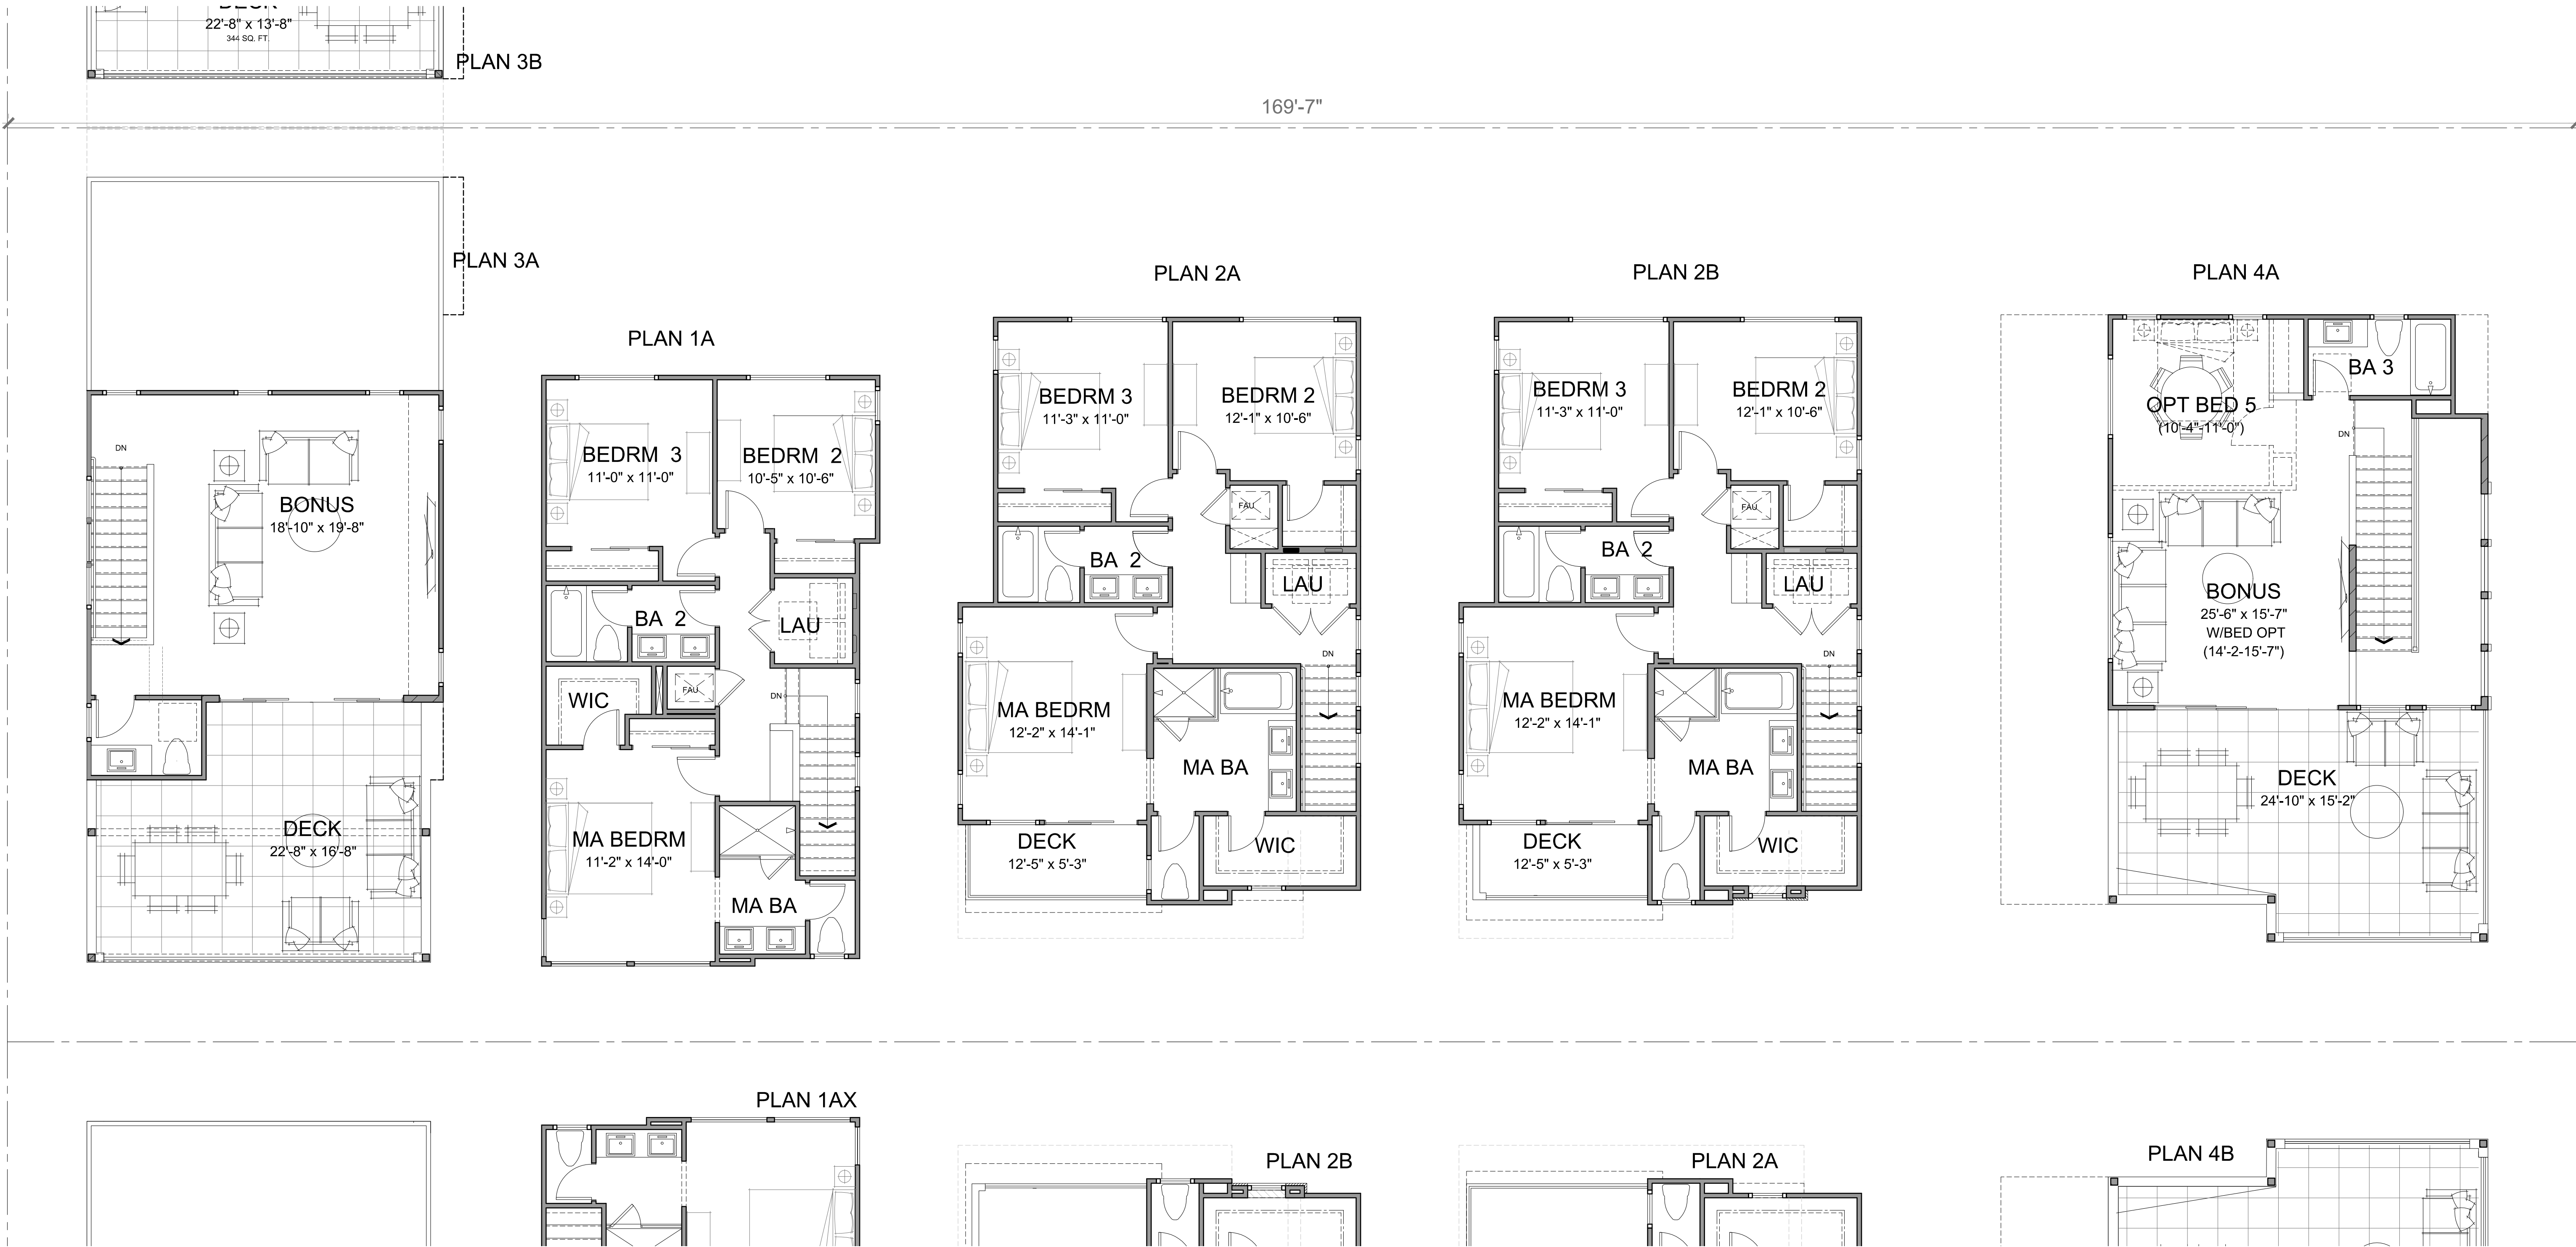 DECK
22'-8" x 13'-8"
344 SQ. FT.
PLAN 3B
169'-7"
PLAN 3A
DN
BONUS
18'-10" x 19'-8"
DECK
22'-8" x 16'-8"
PLAN 1A
BEDRM 3
11'-0" x 11'-0"
BEDRM 2
10'-5" x 10'-6"
BA 2
LAU
WIC
FAU
DN
MA BEDRM
11'-2" x 14'-0"
MA BA
PLAN 2A
BEDRM 3
11'-3" x 11'-0"
BEDRM 2
12'-1" x 10'-6"
FAU
BA 2
LAU
DN
MA BEDRM
12'-2" x 14'-1"
MA BA
DECK
12'-5" x 5'-3"
WIC
PLAN 2B
BEDRM 3
11'-3" x 11'-0"
BEDRM 2
12'-1" x 10'-6"
FAU
BA 2
LAU
DN
MA BEDRM
12'-2" x 14'-1"
MA BA
DECK
12'-5" x 5'-3"
WIC
PLAN 4A
BA 3
OPT BED 5
(10'-4"-11'-0")
DN
BONUS
25'-6" x 15'-7"
W/BED OPT
(14'-2-15'-7")
DECK
24'-10" x 15'-2"
PLAN 1AX
PLAN 2B
PLAN 2A
PLAN 4B